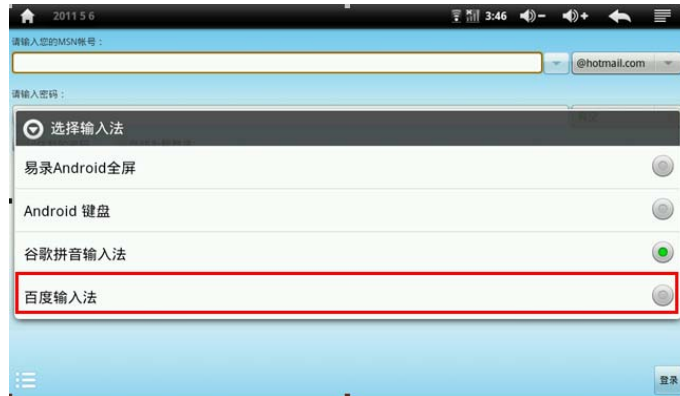 2011 5 6
3:46
请输入您的MSN帐号：
@hotmail.com
请输入密码：
选择输入法
易录Android全屏
Android 键盘
谷歌拼音输入法
百度输入法
登录